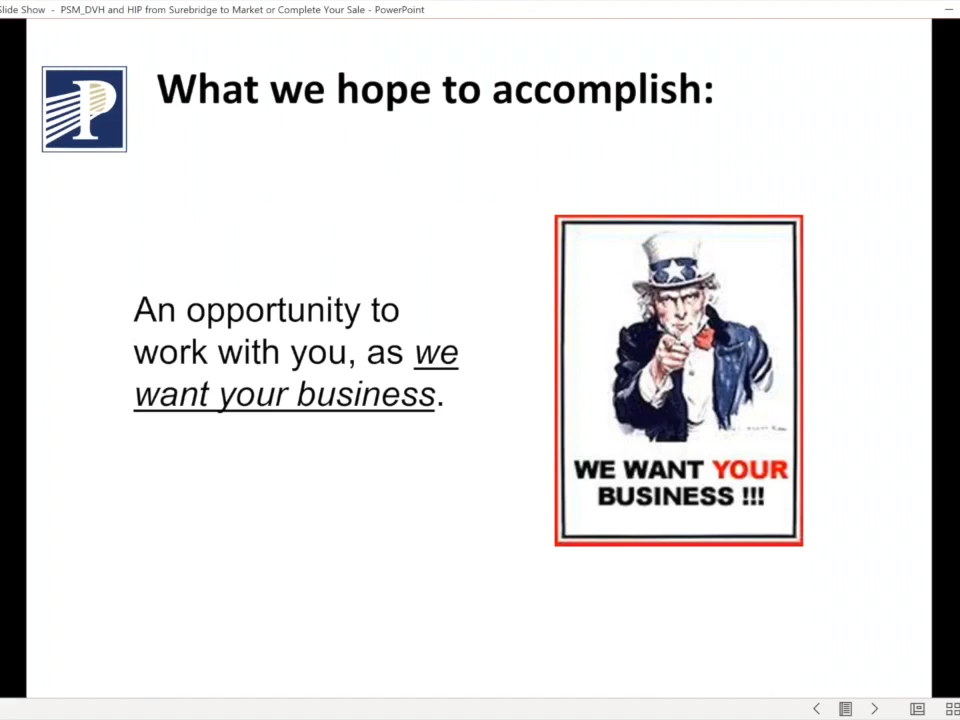 Slide Show - PSM_DVH and HIP from Surebridge to Market or Complete Your Sale - PowerPoint
P
What we hope to accomplish:
An opportunity to
work with you, as we
want your business.
WE WANT YOUR
BUSINESS !!!